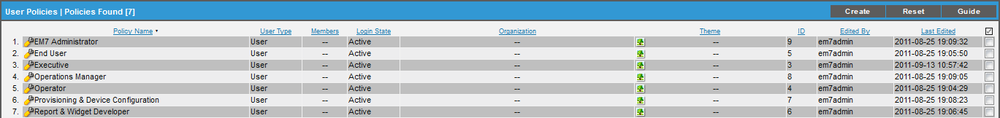 User Policies | Policies Found [7] Create Reset Guide
Policy Name User Type Members Login State Organization Theme ID Edited By Last Edited
1. EM7 Administrator User -- Active -- -- 9 em7admin 2011-08-25 19:09:32
2. End User User -- Active -- -- 5 em7admin 2011-08-25 19:05:50
3. Executive User -- Active -- -- 3 em7admin 2011-09-13 10:57:42
4. Operations Manager User -- Active -- -- 8 em7admin 2011-08-25 19:09:05
5. Operator User -- Active -- -- 4 em7admin 2011-08-25 19:04:29
6. Provisioning & Device Configuration User -- Active -- -- 7 em7admin 2011-08-25 19:08:23
7. Report & Widget Developer User -- Active -- -- 6 em7admin 2011-08-25 19:06:45